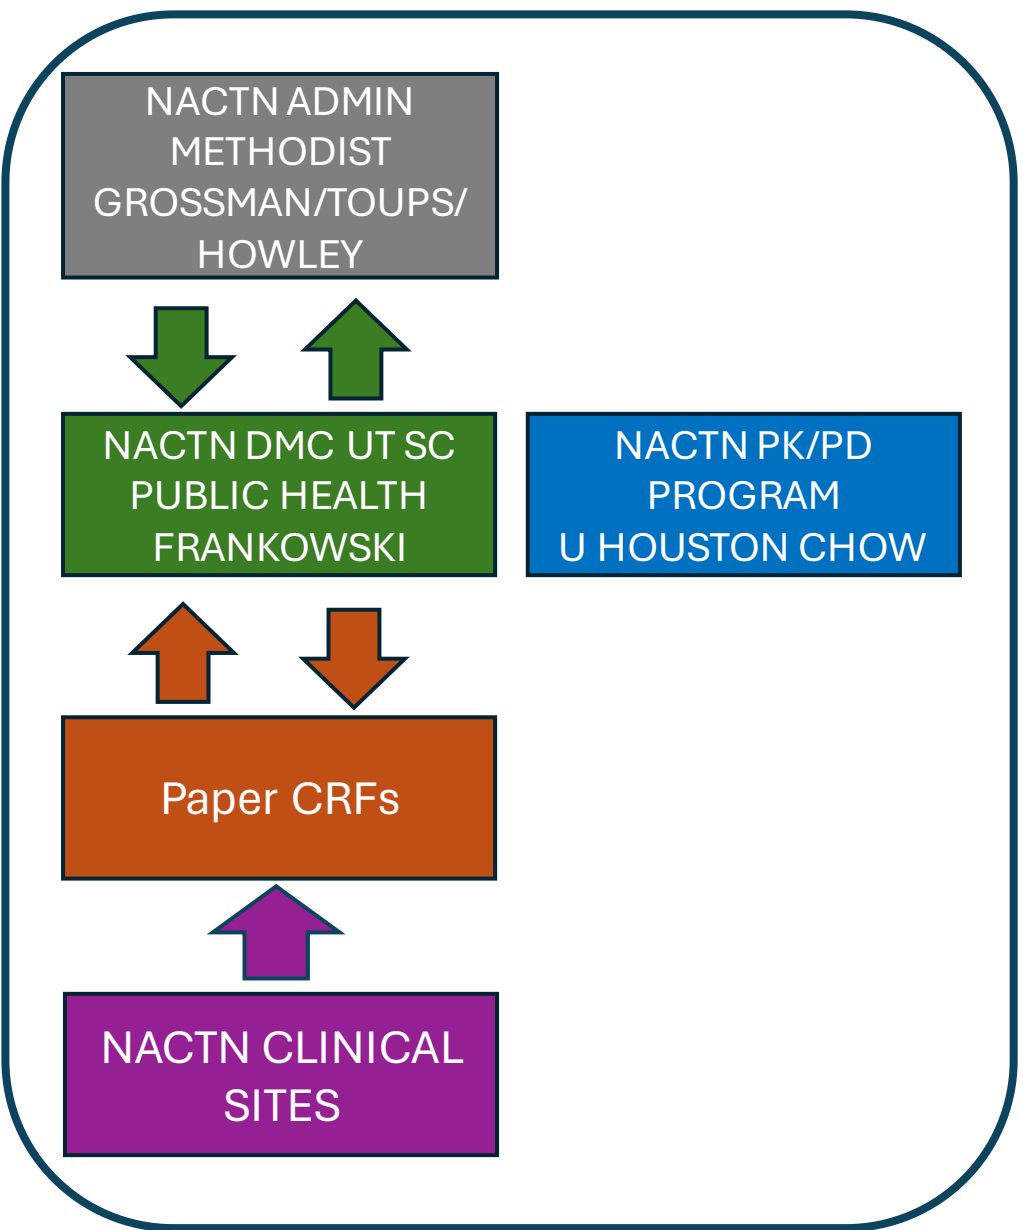 NACTN ADMIN
METHODIST
GROSSMAN/TOUPS/
HOWLEY
NACTN DMC UT SC
PUBLIC HEALTH
FRANKOWSKI
NACTN PK/PD
PROGRAM
U HOUSTON CHOW
Paper CRFs
NACTN CLINICAL
SITES